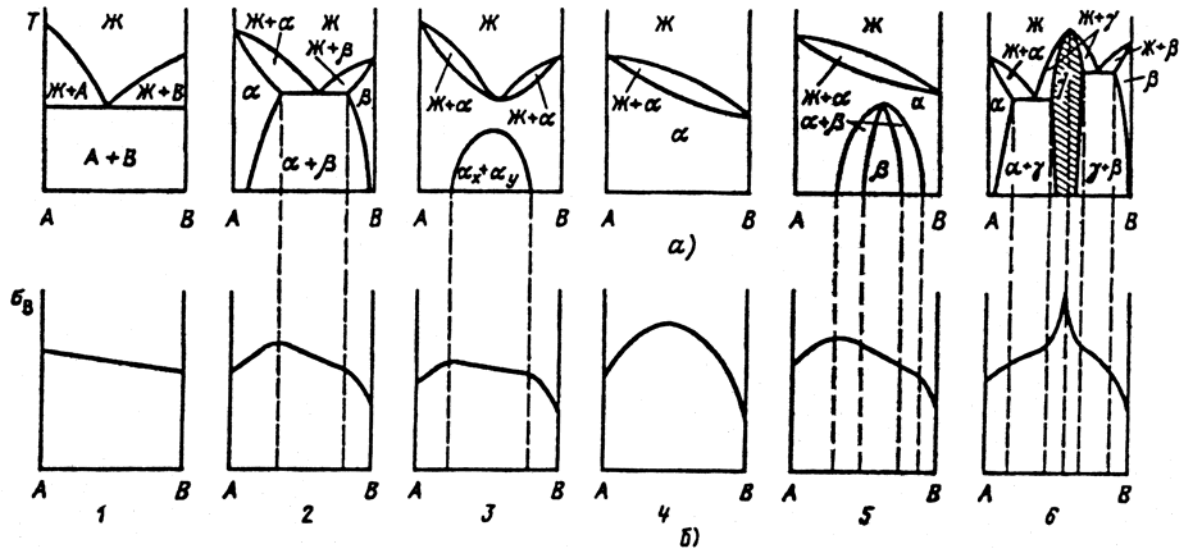 T Ж
Ж+A Ж+B
A+B
A B
Ж+α Ж
Ж+β
α β
α+β
A B
Ж
Ж+α Ж+α
αx+αy
A B
Ж
Ж+α
α
A B
Ж
Ж+α α
α+β
β
A B
Ж Ж+γ
Ж+α Ж+β
α γ β
α+γ γ+β
A B
а)
σВ
A B A B A B A B A B A B
1 2 3 4 5 6
б)